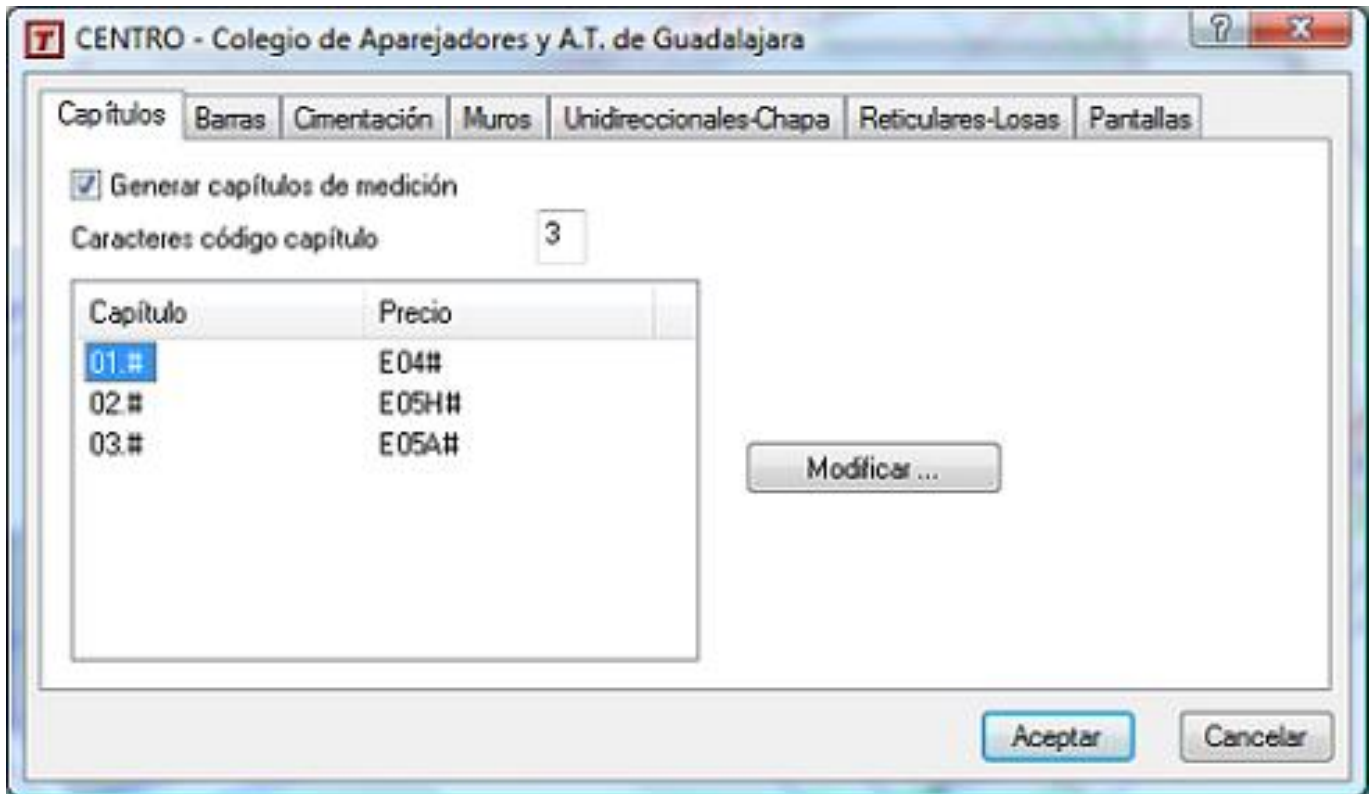 T CENTRO - Colegio de Aparejadores y A.T. de Guadalajara ? X
Capítulos Barras Cimentación Muros Unidireccionales-Chapa Reticulares-Losas Pantallas
Generar capítulos de medición
Caracteres código capítulo 3
Capítulo Precio
01.# E04#
02.# E05H#
03.# E05A#
Modificar ...
Aceptar Cancelar